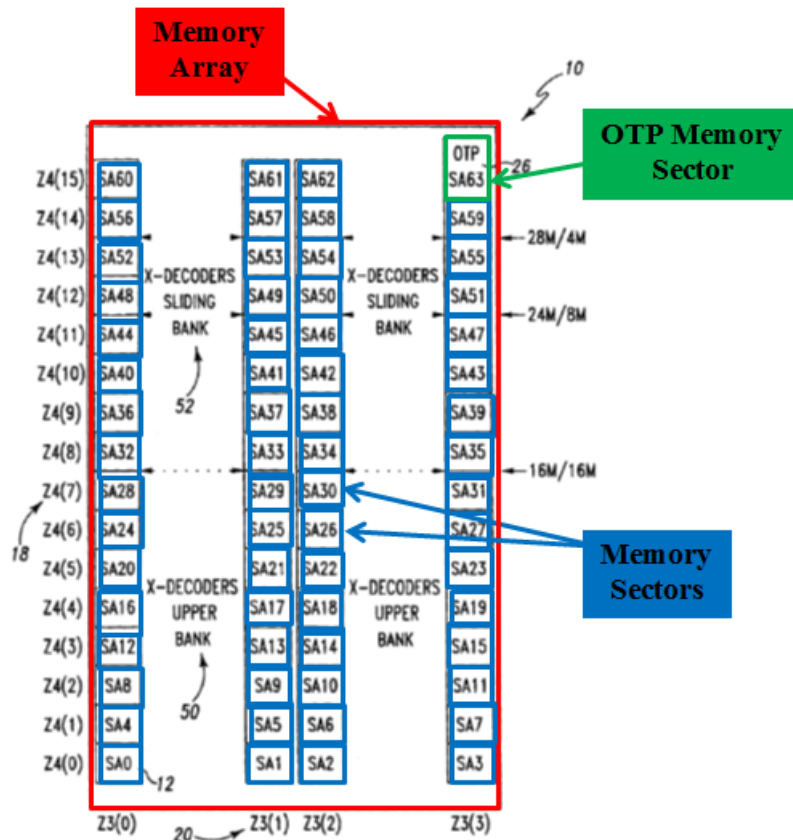 Memory
Array
10
OTP Memory
Sector
OTP
26
Z4(15) SA60 SA61 SA62 SA63
Z4(14) SA56 SA57 SA58 SA59
28M/4M
Z4(13) SA52 SA53 SA54 SA55
X-DECODERS
SLIDING
BANK
X-DECODERS
SLIDING
BANK
Z4(12) SA48 SA49 SA50 SA51
24M/8M
Z4(11) SA44 SA45 SA46 SA47
Z4(10) SA40 SA41 SA42 SA43
52
Z4(9) SA36 SA37 SA38 SA39
Z4(8) SA32 SA33 SA34 SA35
16M/16M
Z4(7) SA28 SA29 SA30 SA31
18
Z4(6) SA24 SA25 SA26 SA27
Memory
Sectors
Z4(5) SA20 SA21 SA22 SA23
X-DECODERS
UPPER
BANK
X-DECODERS
UPPER
BANK
Z4(4) SA16 SA17 SA18 SA19
Z4(3) SA12 SA13 SA14 SA15
Z4(2) SA8 SA9 SA10 SA11
50
Z4(1) SA4 SA5 SA6 SA7
Z4(0) SA0 SA1 SA2 SA3
12
Z3(0) Z3(1) Z3(2) Z3(3)
20